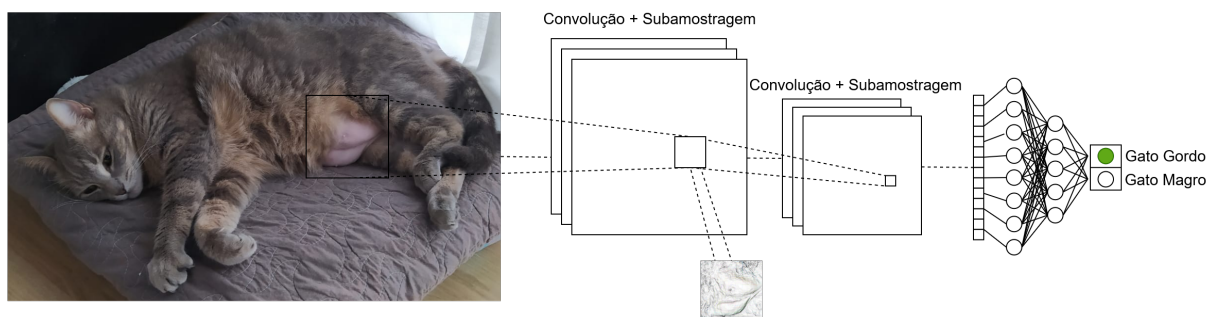 Convolução + Subamostragem
Convolução + Subamostragem
Gato Gordo
Gato Magro